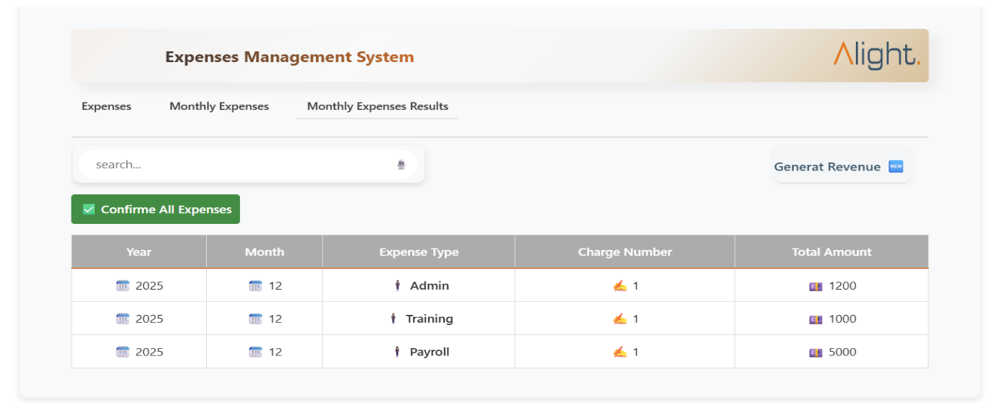 Expenses Management System
Alight.
Expenses Monthly Expenses Monthly Expenses Results
search...
Generat Revenue NEW
Confirme All Expenses
Year Month Expense Type Charge Number Total Amount
2025 12 Admin 1 1200
2025 12 Training 1 1000
2025 12 Payroll 1 5000